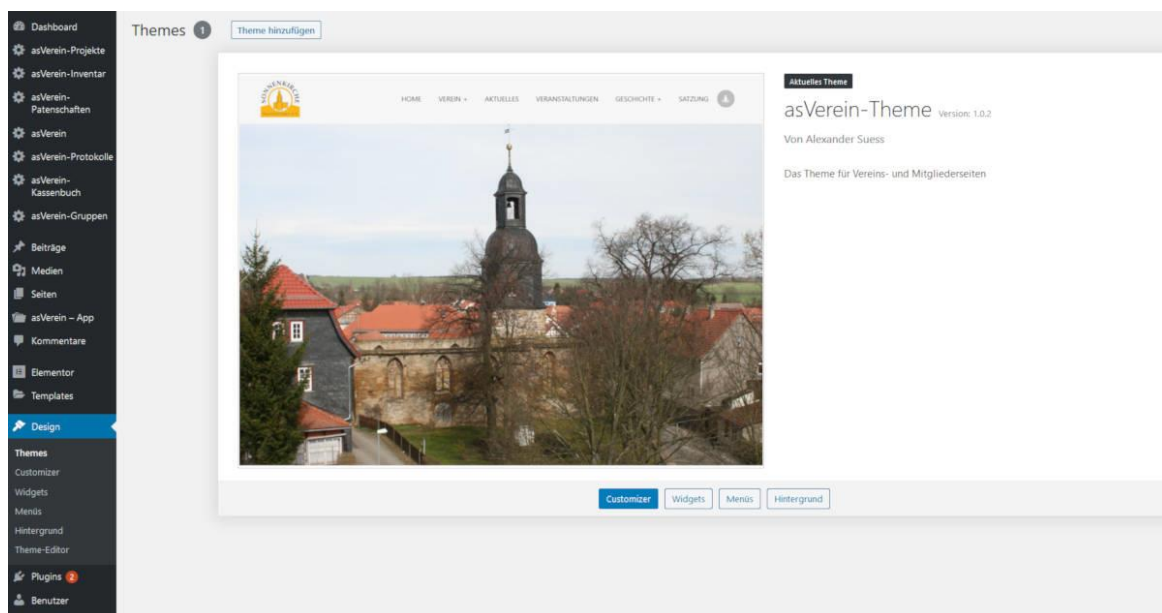 Dashboard
asVerein-Projekte
asVerein-Inventar
asVerein-
Patenschaften
asVerein
asVerein-Protokolle
asVerein-
Kassenbuch
asVerein-Gruppen
Beiträge
Medien
Seiten
asVerein – App
Kommentare
Elementor
Templates
Design
Themes
Customizer
Widgets
Menüs
Hintergrund
Theme-Editor
Plugins 2
Benutzer
Themes 1
Theme hinzufügen
SONNENKIRCHE
HOME VEREIN AKTUELLES VERANSTALTUNGEN GESCHICHTE SATZUNG
Aktuelles Theme
asVerein-Theme Version: 1.0.2
Von Alexander Suess
Das Theme für Vereins- und Mitgliederseiten
Customizer Widgets Menüs Hintergrund